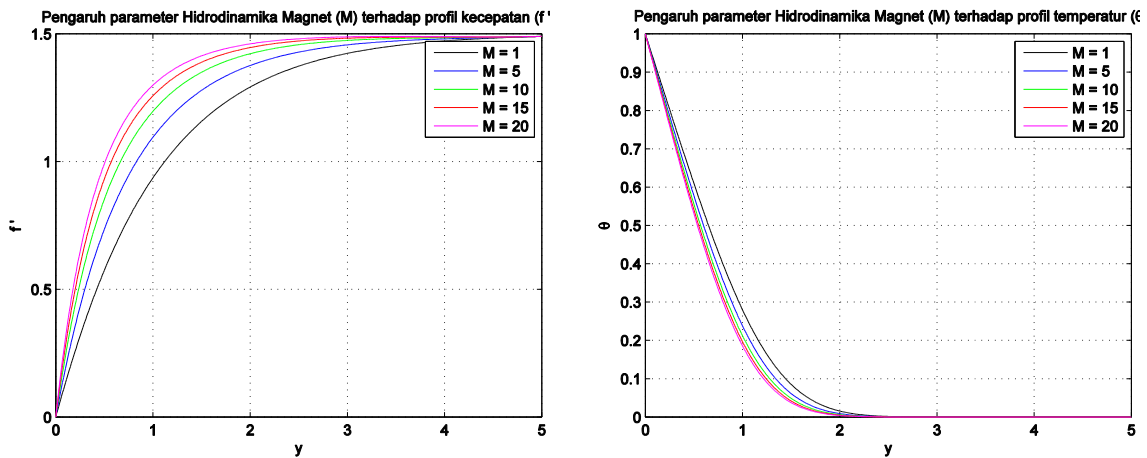 Pengaruh parameter Hidrodinamika Magnet (M) terhadap profil kecepatan (f '
1.5
1
0.5
0
f '
0 1 2 3 4 5
y
M = 1
M = 5
M = 10
M = 15
M = 20
Pengaruh parameter Hidrodinamika Magnet (M) terhadap profil temperatur (θ
1
0.9
0.8
0.7
0.6
0.5
0.4
0.3
0.2
0.1
0
θ
0 1 2 3 4 5
y
M = 1
M = 5
M = 10
M = 15
M = 20